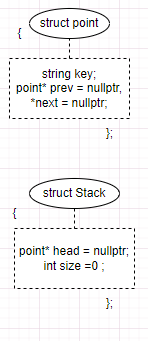 struct point
{
string key;
point* prev = nullptr,
*next = nullptr;
};
struct Stack
{
point* head = nullptr;
int size =0 ;
};